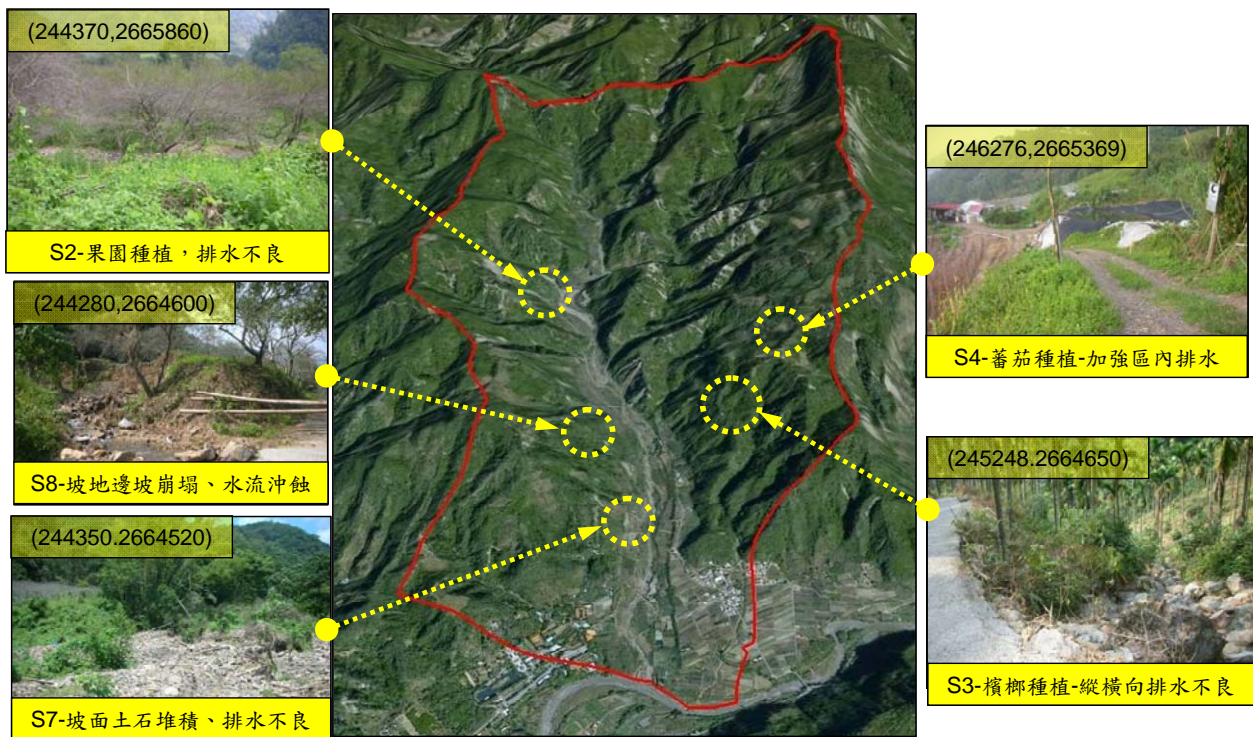 (244370,2665860)
S2-果園種植，排水不良
(244280,2664600)
S8-坡地邊坡崩塌、水流沖蝕
(244350.2664520)
S7-坡面土石堆積、排水不良
(246276,2665369)
S4-蕃茄種植-加強區內排水
(245248.2664650)
S3-檳榔種植-縱橫向排水不良